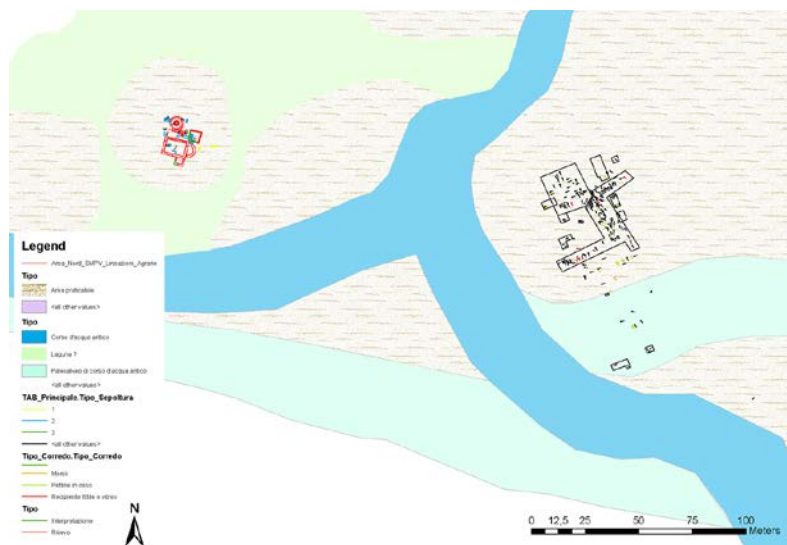 Legend
Tipo
Area praticabile
<all other values>
Tipo
Corso d'acqua antico
Laguna ?
Paleoalveo di corso d'acqua antico
<all other values>
TAB_Principale.Tipo_Sepoltura
1
2
3
<all other values>
Tipo_Corredo.Tipo_Corredo
Pettine in osso
Recipiente fittile e vitreo
Tipo
Interpretazione
Rilievo
N
0 12,5 25 50 75 100
Meters